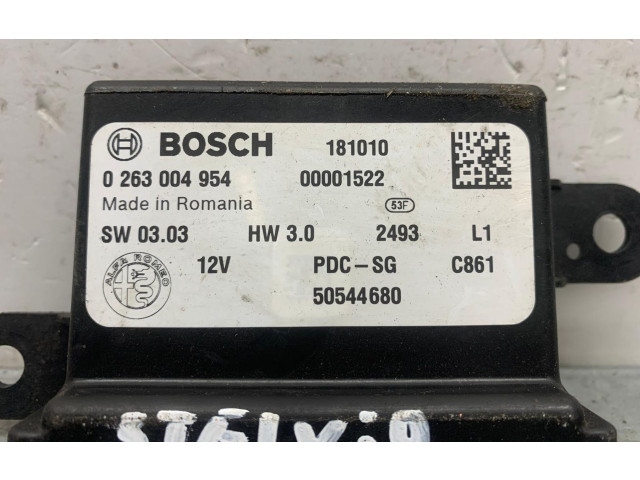 BOSCH 181010
0 263 004 954 00001522
Made in Romania 53F
SW 03.03 HW 3.0 2493 L1
ALFA ROMEO 12V PDC-SG C861
50544680
STELVIO